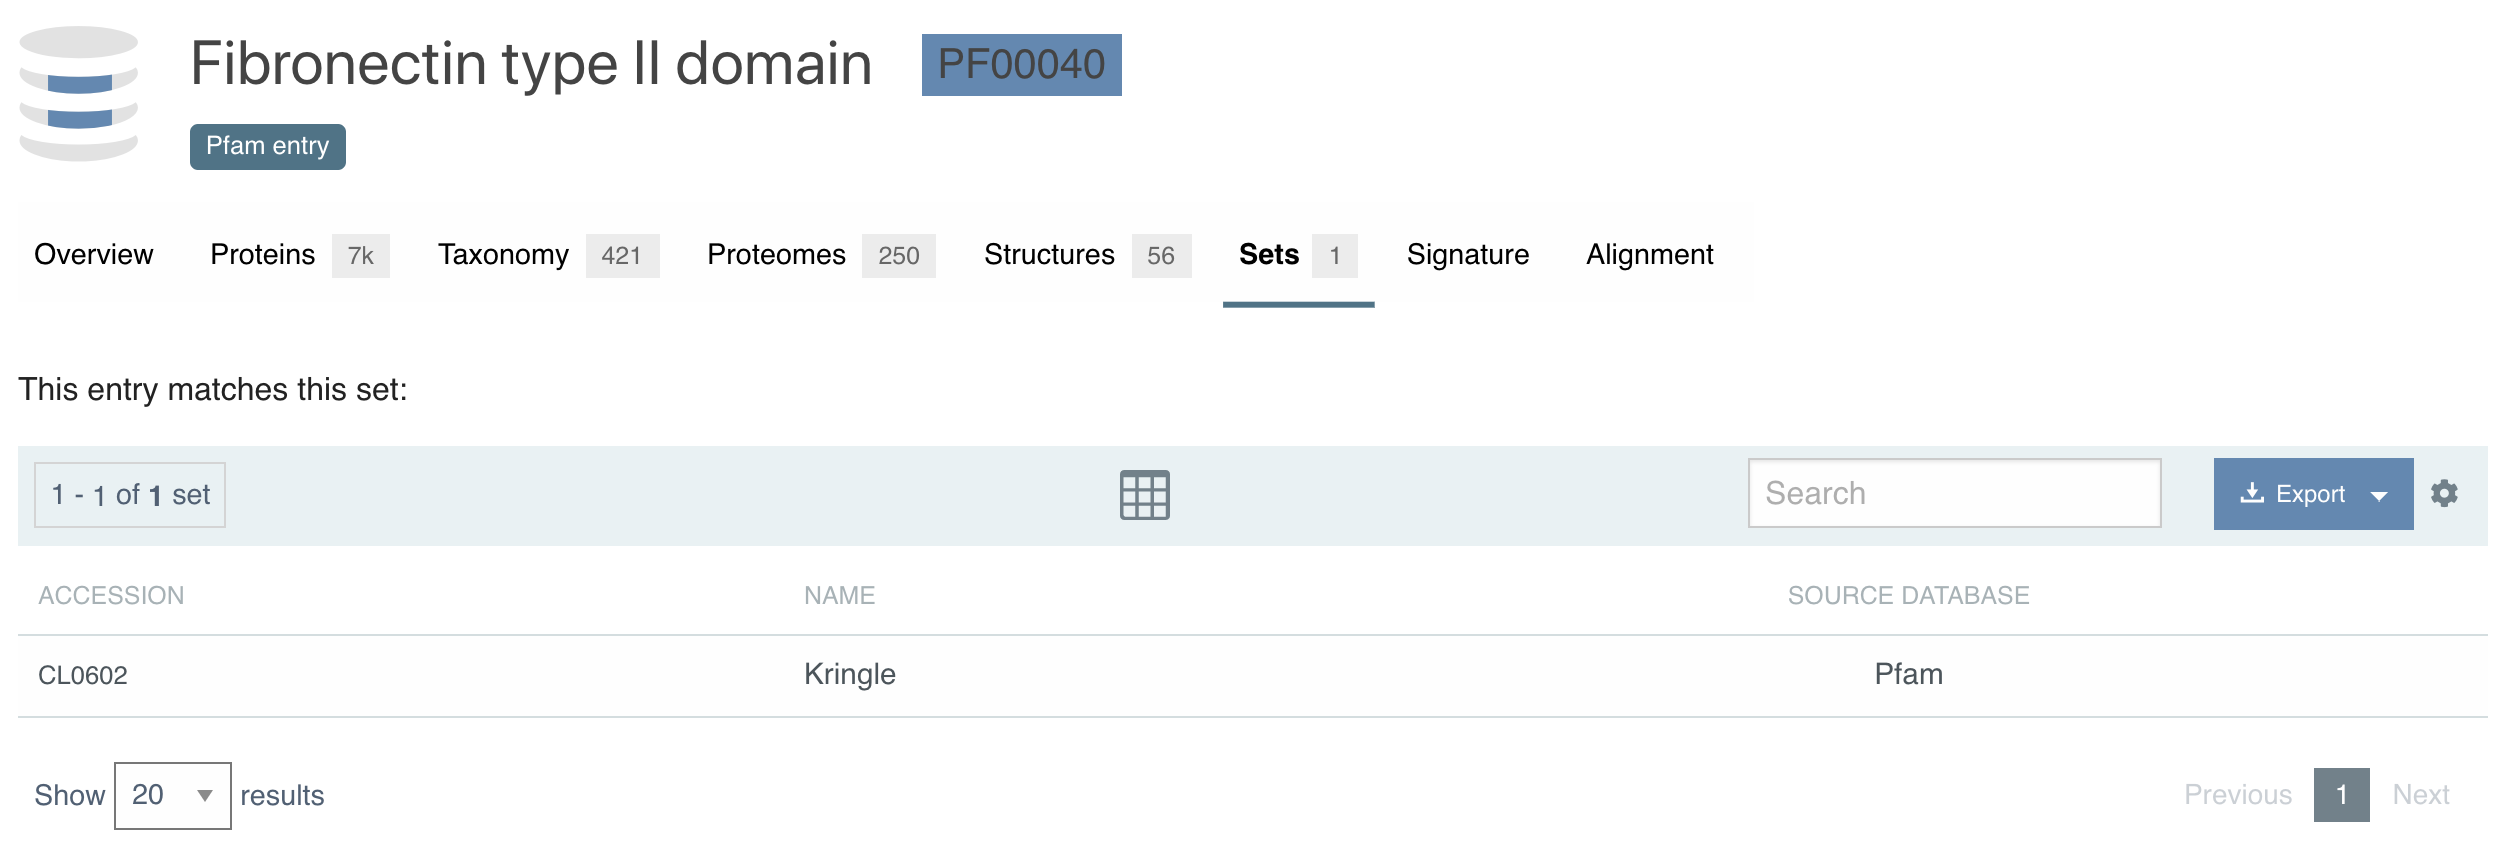 Fibronectin type II domain PF00040
Pfam entry
Overview Proteins 7k Taxonomy 421 Proteomes 250 Structures 56 Sets 1 Signature Alignment
This entry matches this set:
1 - 1 of 1 set Search Export
ACCESSION NAME SOURCE DATABASE
CL0602 Kringle Pfam
Show 20 results Previous 1 Next